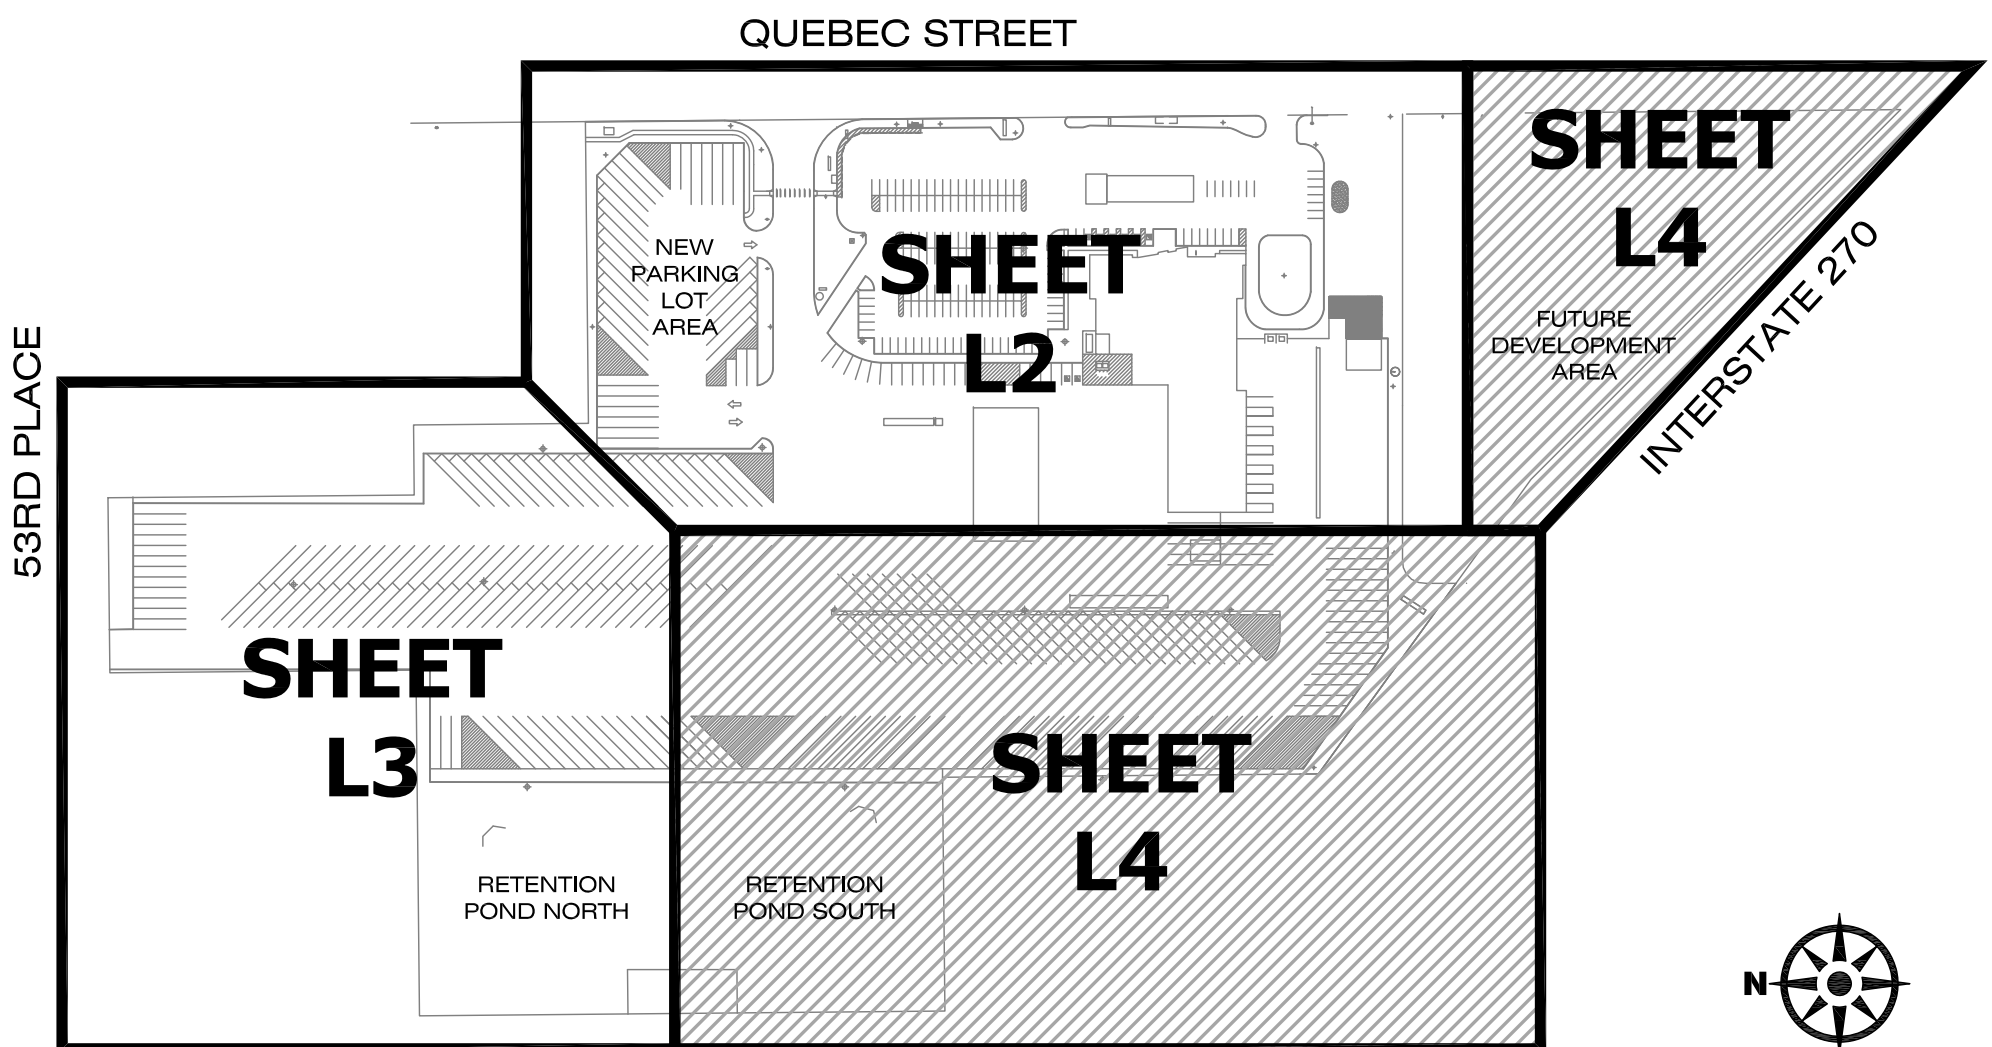 QUEBEC STREET
SHEET
L4
NEW
PARKING
LOT
AREA
SHEET
L2
FUTURE
DEVELOPMENT
AREA
INTERSTATE 270
53RD PLACE
SHEET
L3
SHEET
L4
RETENTION
POND NORTH
RETENTION
POND SOUTH
N